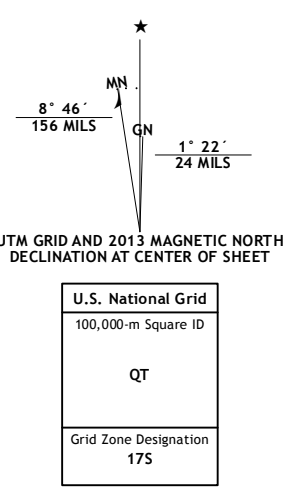 ★
MN
GN
8° 46´
156 MILS
1° 22´
24 MILS
UTM GRID AND 2013 MAGNETIC NORTH
DECLINATION AT CENTER OF SHEET
U.S. National Grid
100,000-m Square ID
QT
Grid Zone Designation
17S